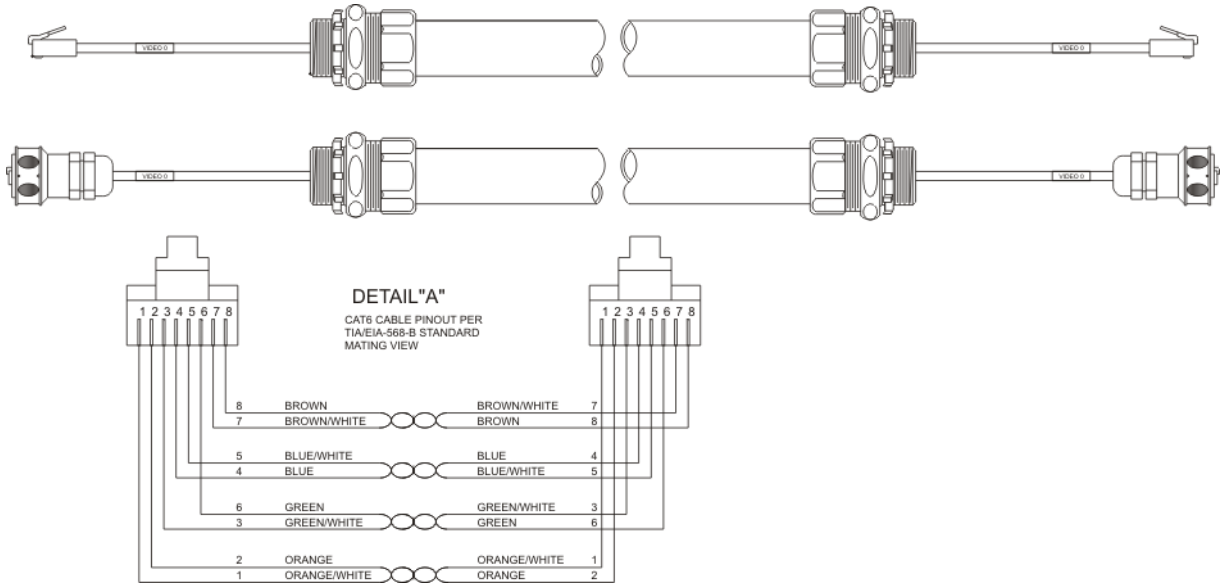 VIDEO 0
VIDEO 0
VIDEO 0
VIDEO 0
DETAIL"A"
CAT6 CABLE PINOUT PER
TIA/EIA-568-B STANDARD
MATING VIEW
1 2 3 4 5 6 7 8
1 2 3 4 5 6 7 8
8 BROWN BROWN/WHITE 7
7 BROWN/WHITE BROWN 8
5 BLUE/WHITE BLUE 4
4 BLUE BLUE/WHITE 5
6 GREEN GREEN/WHITE 3
3 GREEN/WHITE GREEN 6
2 ORANGE ORANGE/WHITE 1
1 ORANGE/WHITE ORANGE 2